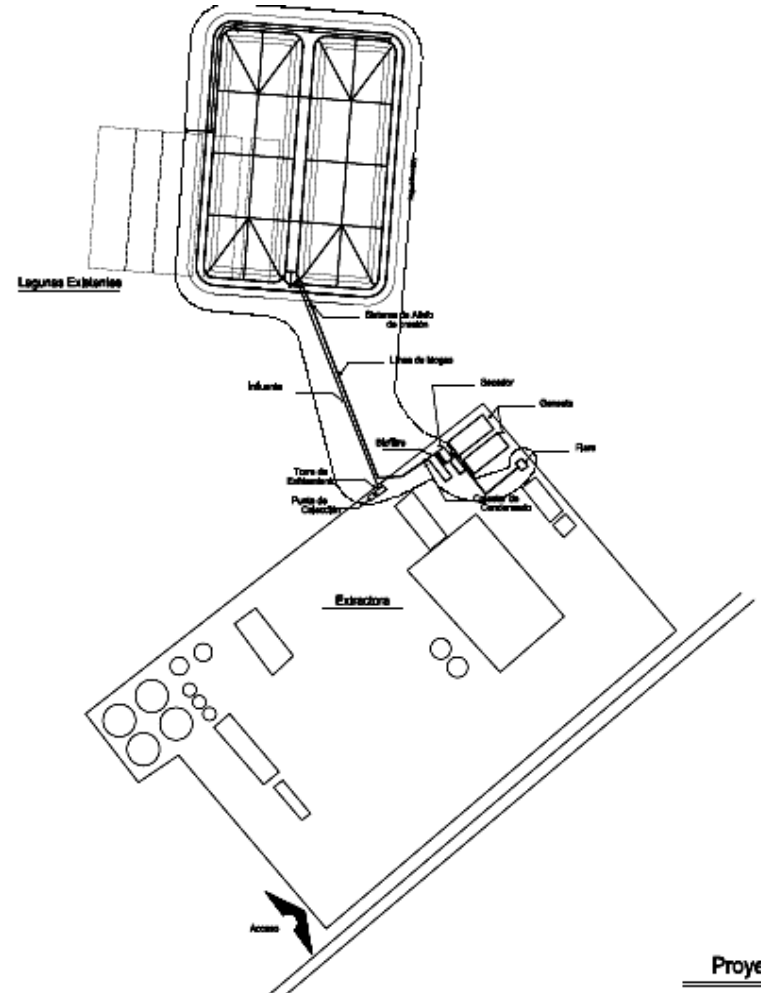 Lagunas Existentes
Sistema de Alivio
de presión
Línea de biogas
Influente
Secador
Gensets
Biofiltro
Flare
Torre de
Enfriamiento
Punto de
Colección
Colector de
Condensado
Extractora
Acceso
Proye